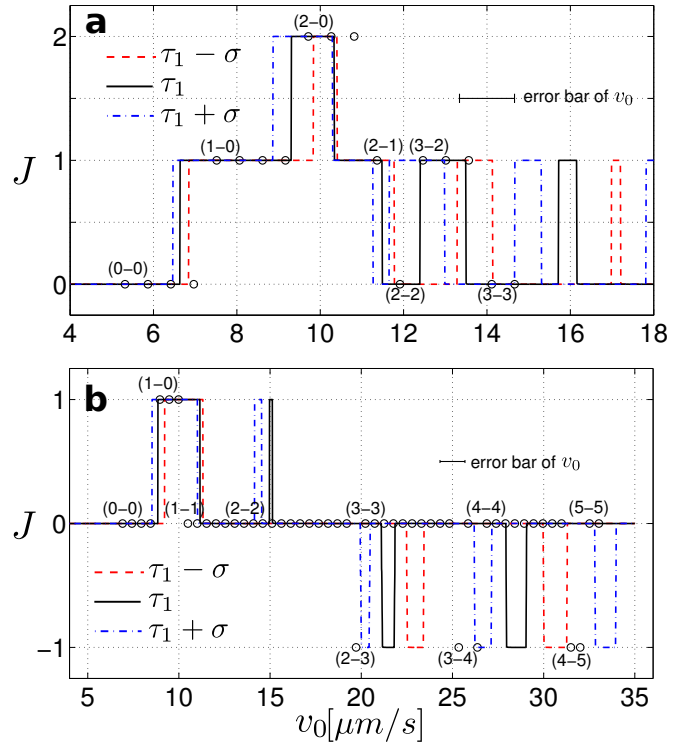 a
2
1
0
J
(2−0)
τ₁ − σ
τ₁
τ₁ + σ
error bar of v₀
(1−0)
(2−1)
(3−2)
(0−0)
(2−2)
(3−3)
4 6 8 10 12 14 16 18
b
1
0
−1
J
(1−0)
error bar of v₀
(0−0)
(1−1)
(2−2)
(3−3)
(4−4)
(5−5)
τ₁ − σ
τ₁
τ₁ + σ
(2−3)
(3−4)
(4−5)
5 10 15 20 25 30 35
v₀[μm/s]